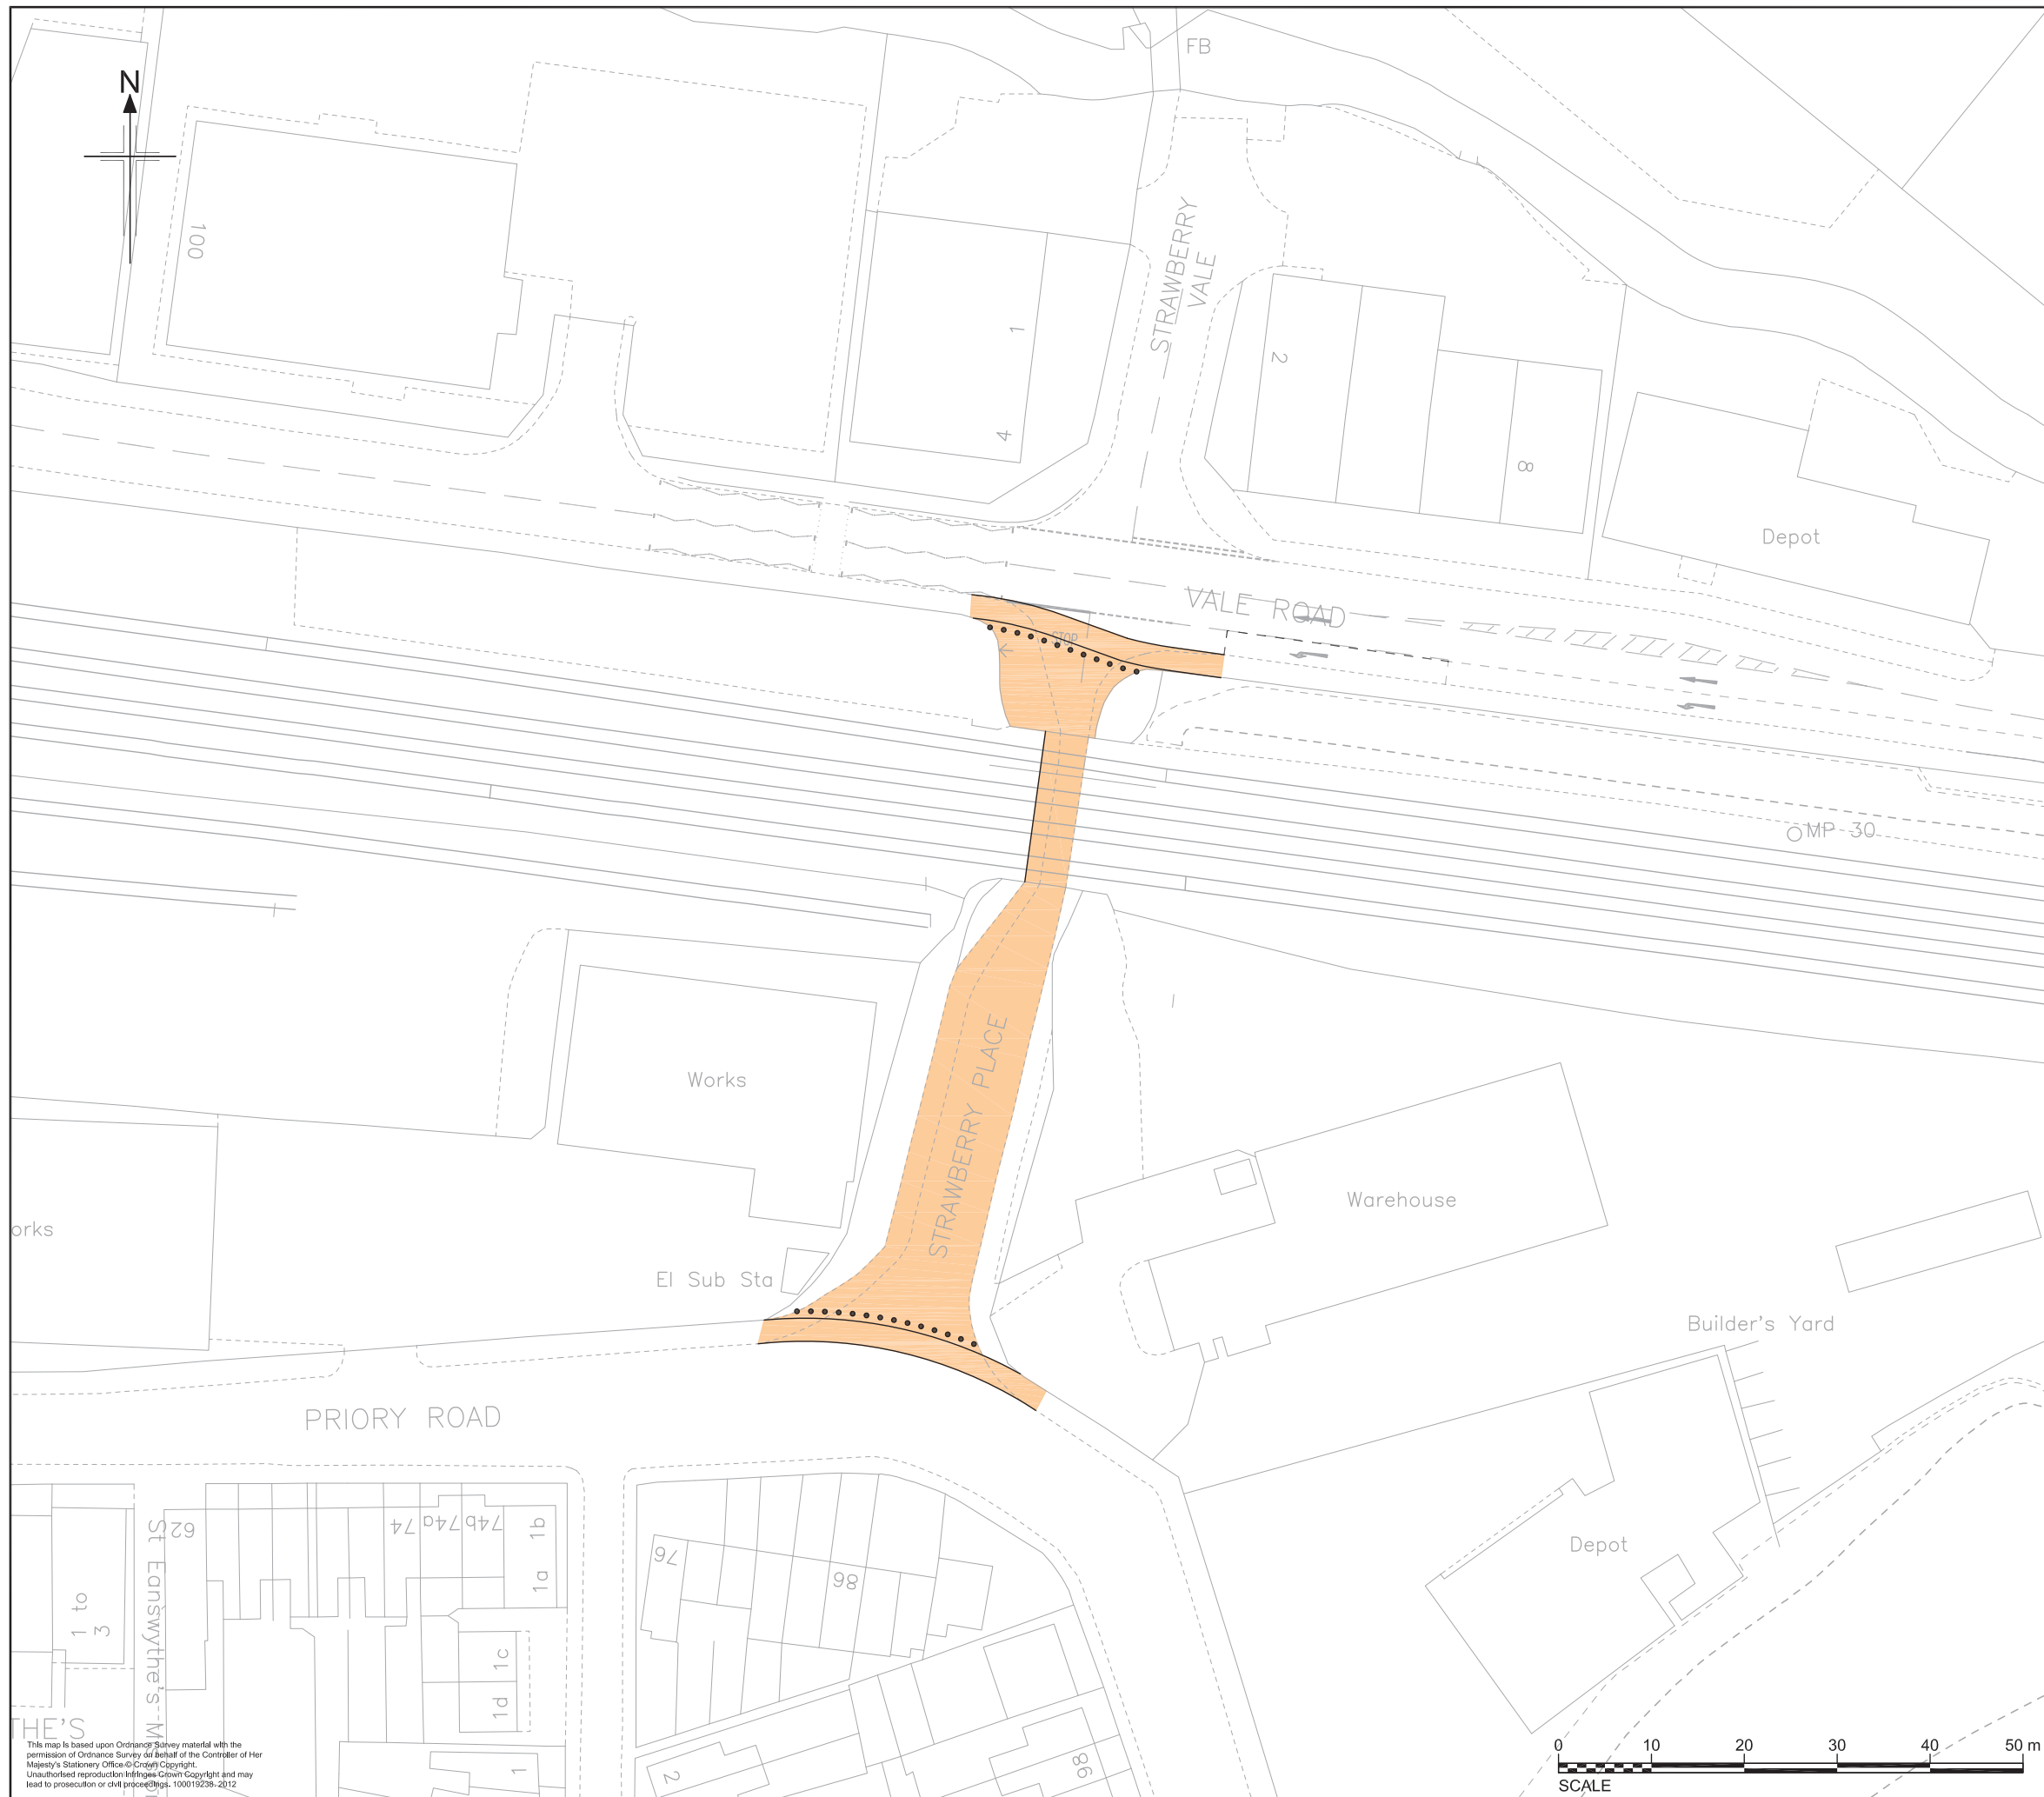 FB
N
100
STRAWBERRY
VALE
1
2
4
8
Depot
VALE ROAD
STOP
MP 30
Works
STRAWBERRY PLACE
Warehouse
orks
El Sub Sta
Builder's Yard
PRIORY ROAD
62
74
74a
74b
1b
76
Depot
1a
86
1 to
3
St Eanswythe's
1c
1d
THE'S
This map is based upon Ordnance Survey material with the
permission of Ordnance Survey on behalf of the Controller of Her
Majesty's Stationery Office © Crown Copyright.
Unauthorised reproduction infringes Crown Copyright and may
lead to prosecution or civil proceedings. 100019238. 2012
1
2
98
0 10 20 30 40 50 m
SCALE